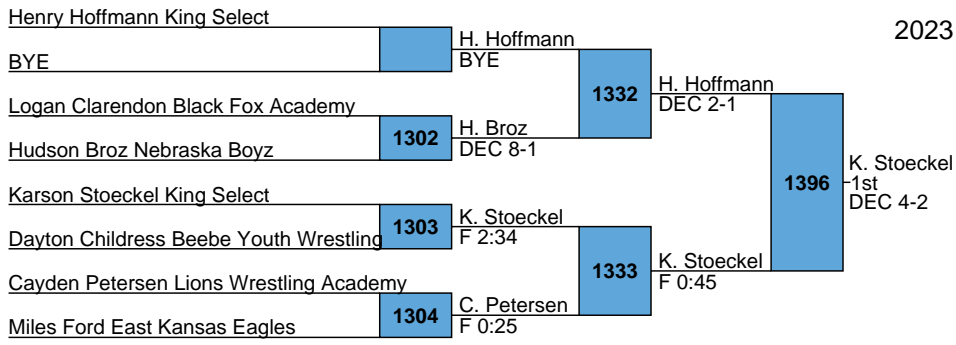 Henry Hoffmann King Select
2023
H. Hoffmann
BYE
BYE
1332
H. Hoffmann
DEC 2-1
Logan Clarendon Black Fox Academy
1302
H. Broz
DEC 8-1
Hudson Broz Nebraska Boyz
1396
K. Stoeckel
1st
DEC 4-2
Karson Stoeckel King Select
1303
K. Stoeckel
F 2:34
Dayton Childress Beebe Youth Wrestling
1333
K. Stoeckel
F 0:45
Cayden Petersen Lions Wrestling Academy
1304
C. Petersen
F 0:25
Miles Ford East Kansas Eagles